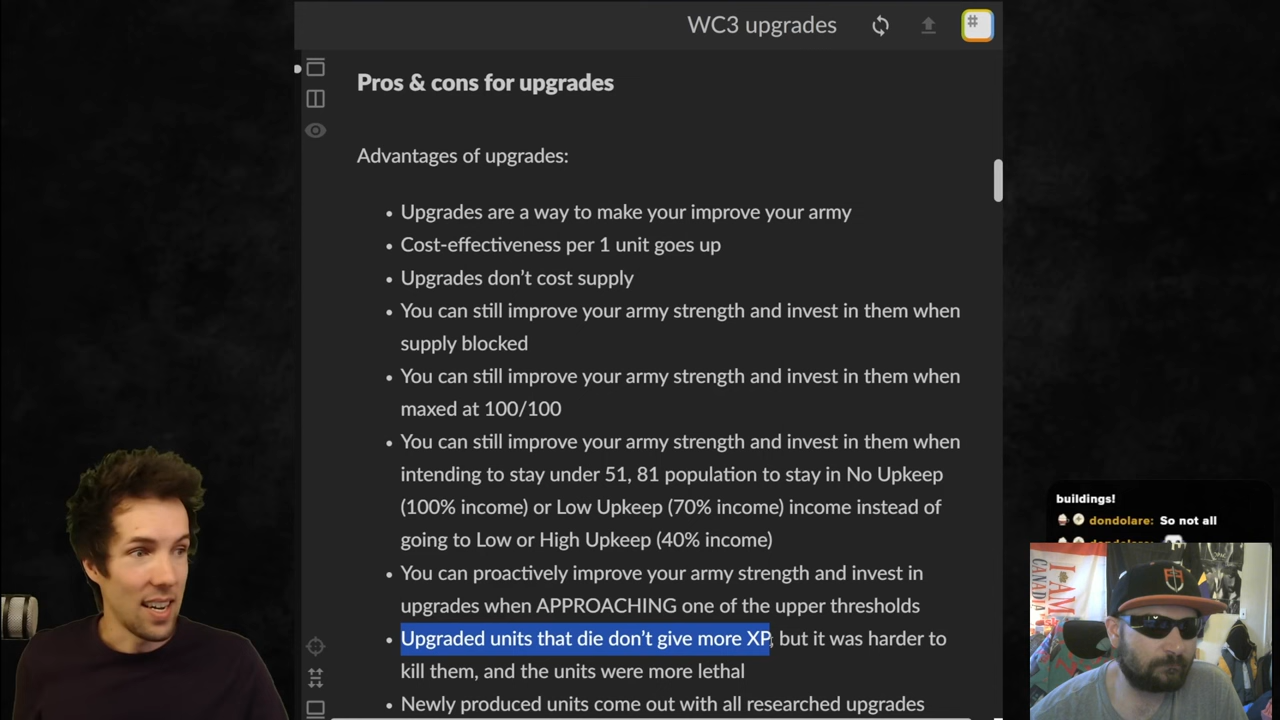 WC3 upgrades
#
Pros & cons for upgrades
Advantages of upgrades:
• Upgrades are a way to make your improve your army
• Cost-effectiveness per 1 unit goes up
• Upgrades don’t cost supply
• You can still improve your army strength and invest in them when
supply blocked
• You can still improve your army strength and invest in them when
maxed at 100/100
• You can still improve your army strength and invest in them when
intending to stay under 51, 81 population to stay in No Upkeep
(100% income) or Low Upkeep (70% income) income instead of
going to Low or High Upkeep (40% income)
• You can proactively improve your army strength and invest in
upgrades when APPROACHING one of the upper thresholds
• Upgraded units that die don’t give more XP, but it was harder to
kill them, and the units were more lethal
• Newly produced units come out with all researched upgrades
buildings!
dondolare: So not all
I AM
CANADIAN